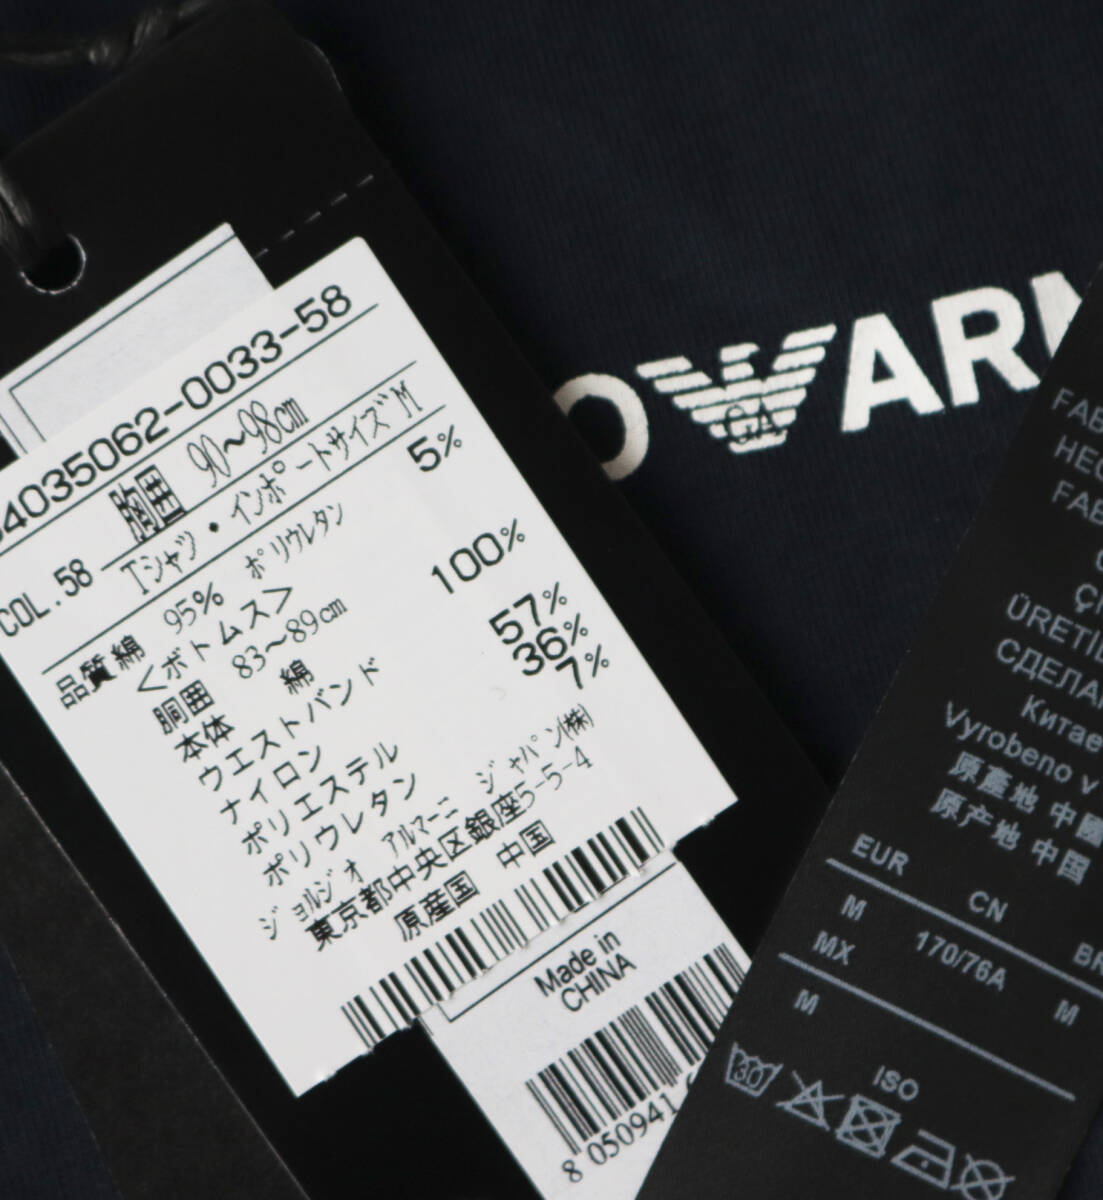 4035062-0033-58
胸囲 90～98cm
COL.58 Tシャツ・インポートサイズM
品質綿 95% ポリウレタン 5%
<ボトムス>
胴囲 83～89cm
本体 綿 100%
ウエストバンド
ナイロン 57%
ポリエステル 36%
ポリウレタン 7%
ジョルジオ アルマーニ ジャパン(株)
東京都中央区銀座5-5-4
原産国 中国
Made in
CHINA
8 050941
O ARM
FAB
HEC
FAB
ÜRETİL
СДЕЛА
Китае
Vyrobeno v
原產地 中國
原产地 中国
EUR CN BR
M 170/76A M
MX
M
ISO
30